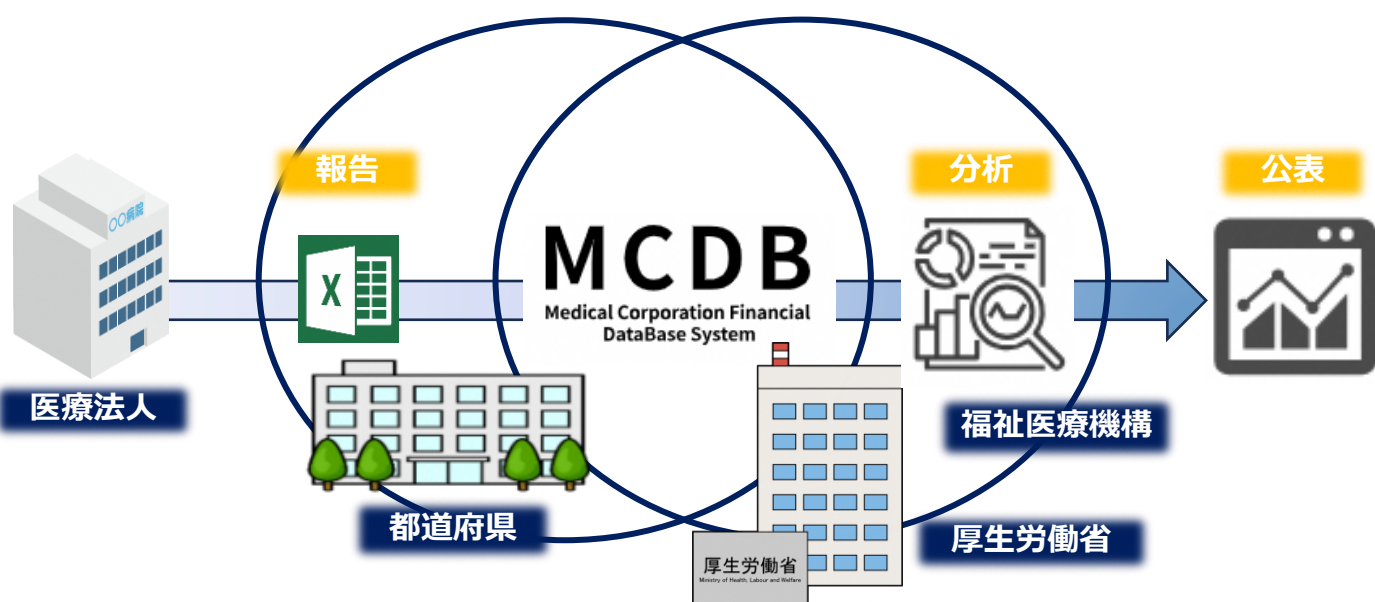 報告
分析
公表
〇〇病院
X
MCDB
Medical Corporation Financial
DataBase System
医療法人
福祉医療機構
都道府県
厚生労働省
厚生労働省
Ministry of Health, Labour and Welfare